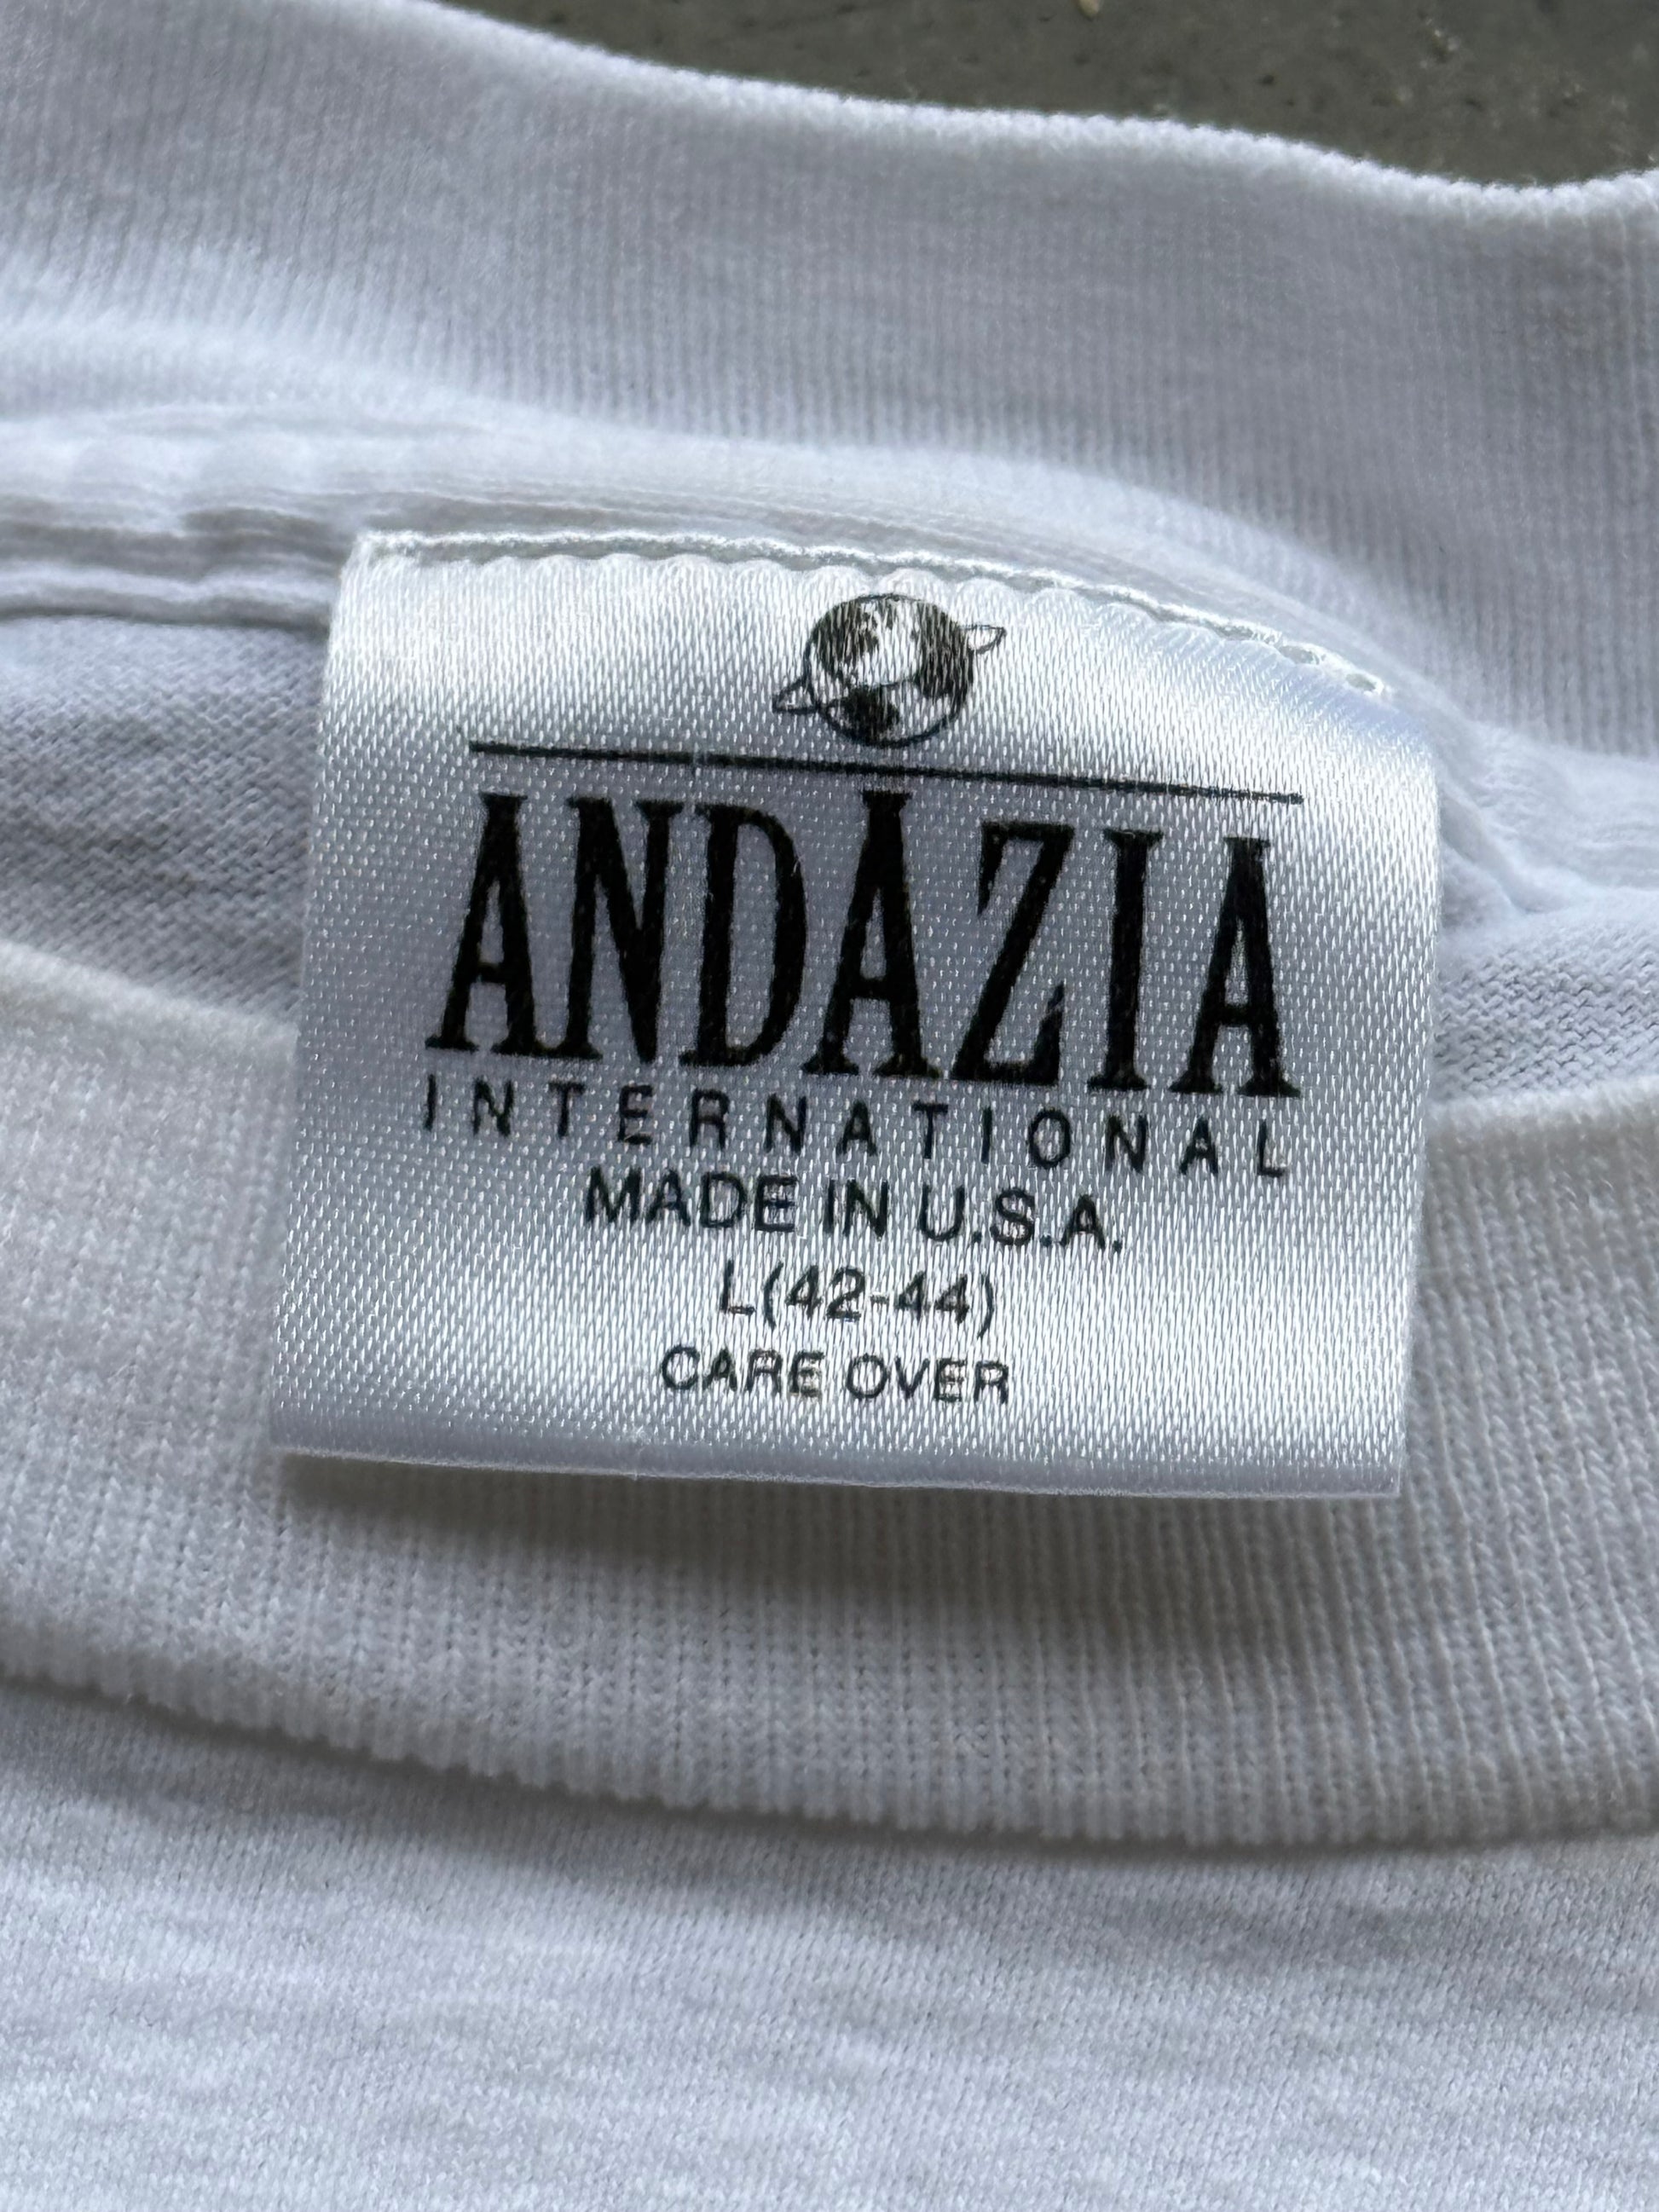 ANDAZIA
INTERNATIONAL
MADE IN U.S.A.
L(42-44)
CARE OVER